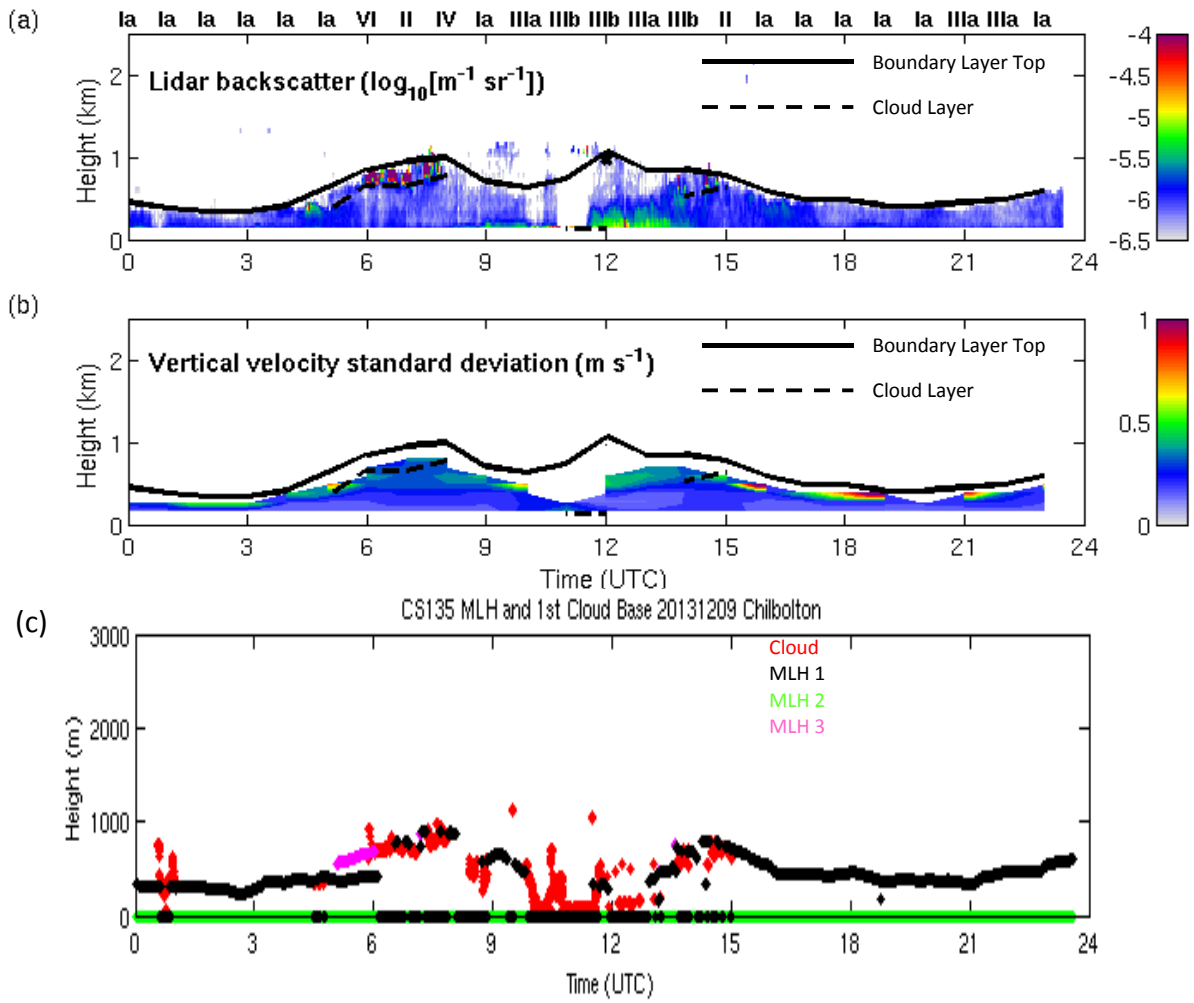 (a) Ia Ia Ia Ia Ia Ia VI II IV Ia IIIa IIIb IIIb IIIa IIIb II Ia Ia Ia Ia Ia IIIa IIIa Ia
Lidar backscatter (log10[m-1 sr-1])
Boundary Layer Top
Cloud Layer
Height (km)
2
1
0
0 3 6 9 12 15 18 21 24
-4
-4.5
-5
-5.5
-6
-6.5
(b)
Vertical velocity standard deviation (m s-1)
Boundary Layer Top
Cloud Layer
Height (km)
2
1
0
0 3 6 9 12 15 18 21 24
Time (UTC)
1
0.5
0
(c)
CS135 MLH and 1st Cloud Base 20131209 Chilbolton
Cloud
MLH 1
MLH 2
MLH 3
Height (m)
3000
2000
1000
0
0 3 6 9 12 15 18 21 24
Time (UTC)